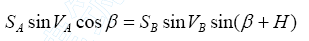 S_A sin V_A cos β = S_B sin V_B sin(β + H)